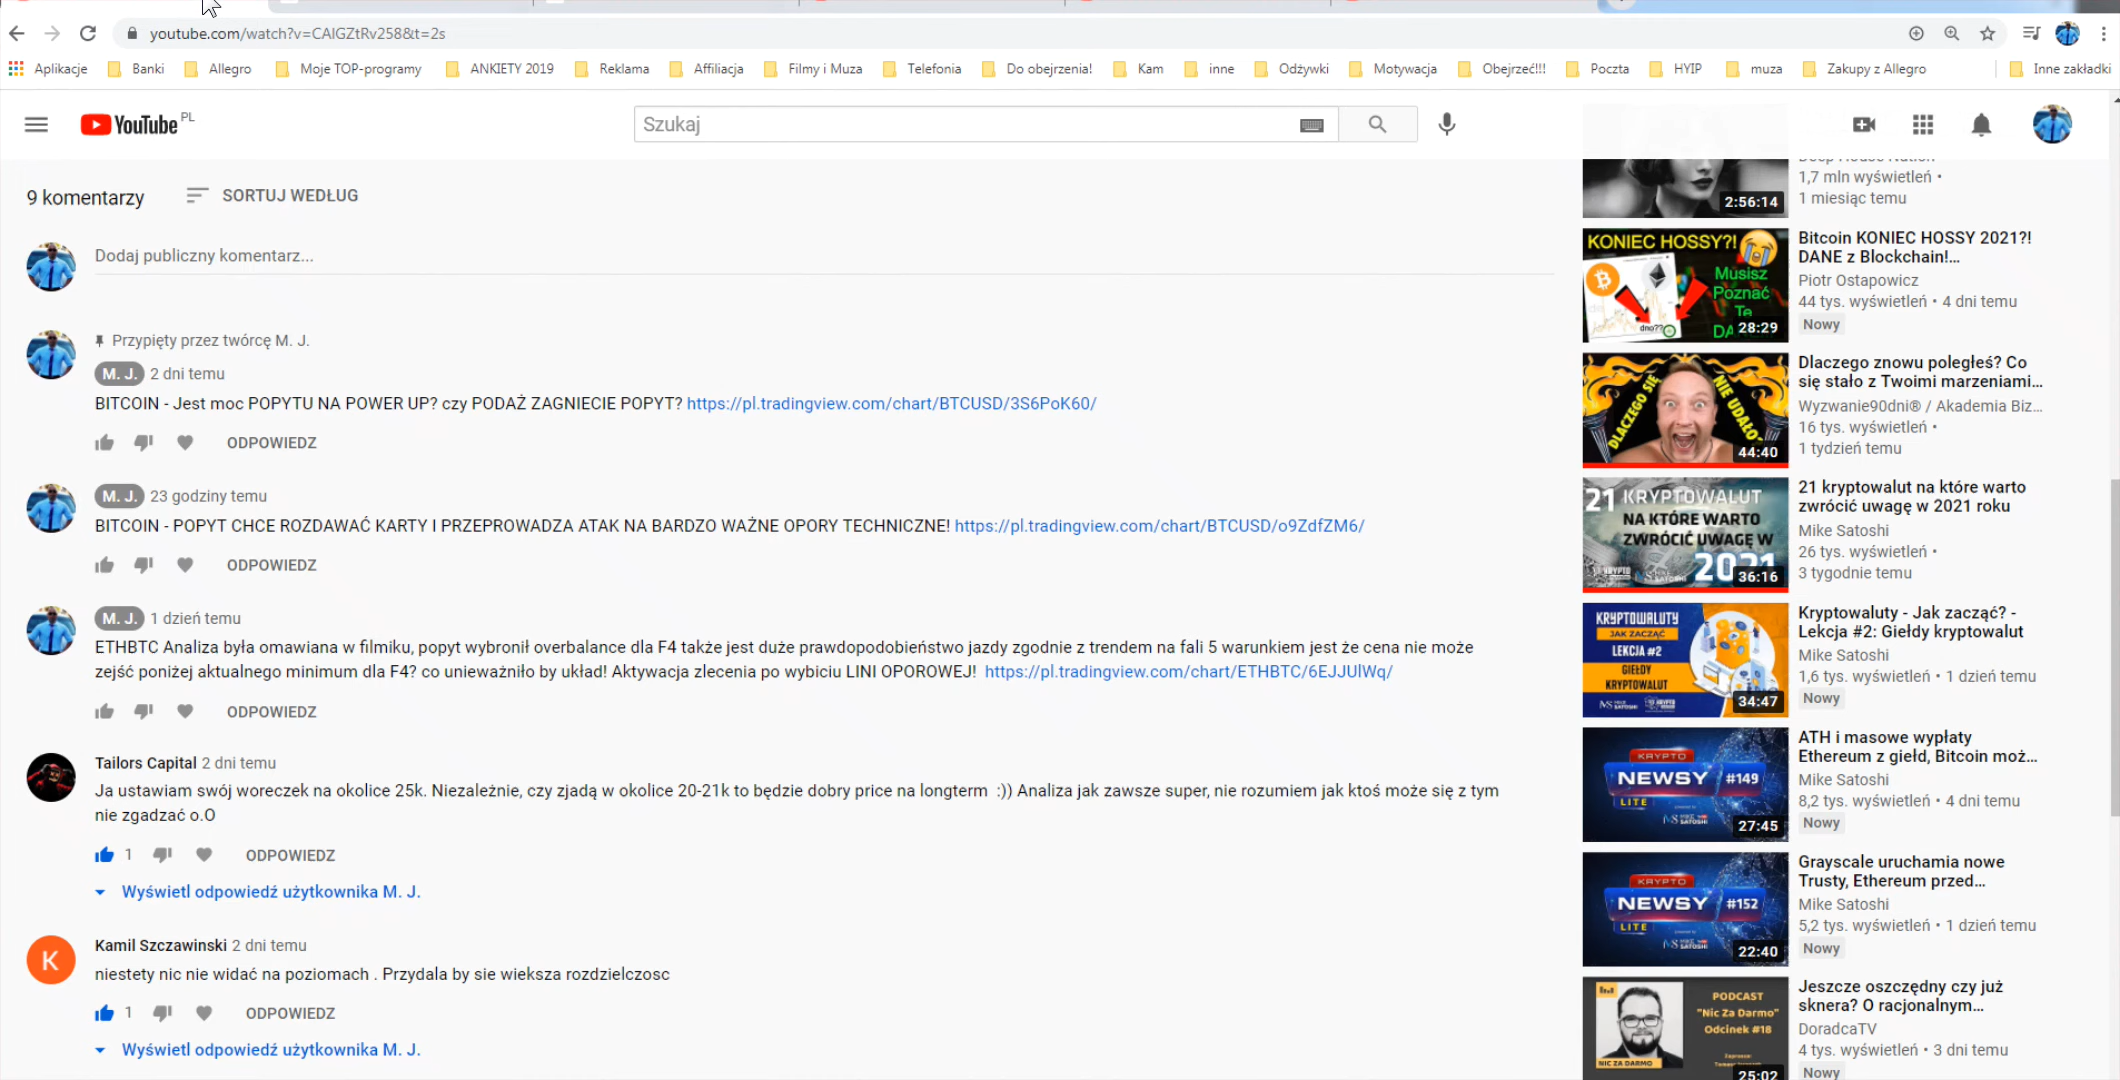 youtube.com/watch?v=CAlGZtRv258&t=2s
Aplikacje Banki Allegro Moje TOP-programy ANKIETY 2019 Reklama Affiliacja Filmy i Muza Telefonia Do obejrzenia! Kam inne Odżywki Motywacja Obejrzeć!!! Poczta HYIP muza Zakupy z Allegro Inne zakładki
YouTube PL
Szukaj
9 komentarzy SORTUJ WEDŁUG
Dodaj publiczny komentarz...
Przypięty przez twórcę M. J.
M. J. 2 dni temu
BITCOIN - Jest moc POPYTU NA POWER UP? czy PODAŻ ZAGNIECIE POPYT? https://pl.tradingview.com/chart/BTCUSD/3S6PoK60/
ODPOWIEDZ
M. J. 23 godziny temu
BITCOIN - POPYT CHCE ROZDAWAĆ KARTY I PRZEPROWADZA ATAK NA BARDZO WAŻNE OPORY TECHNICZNE! https://pl.tradingview.com/chart/BTCUSD/o9ZdfZM6/
ODPOWIEDZ
M. J. 1 dzień temu
ETHBTC Analiza była omawiana w filmiku, popyt wybronił overbalance dla F4 także jest duże prawdopodobieństwo jazdy zgodnie z trendem na fali 5 warunkiem jest że cena nie może
zejść poniżej aktualnego minimum dla F4? co unieważniło by układ! Aktywacja zlecenia po wybiciu LINI OPOROWEJ! https://pl.tradingview.com/chart/ETHBTC/6EJJUlWq/
ODPOWIEDZ
Tailors Capital 2 dni temu
Ja ustawiam swój woreczek na okolice 25k. Niezależnie, czy zjadą w okolice 20-21k to będzie dobry price na longterm :)) Analiza jak zawsze super, nie rozumiem jak ktoś może się z tym
nie zgadzać o.O
1 ODPOWIEDZ
Wyświetl odpowiedź użytkownika M. J.
K
Kamil Szczawinski 2 dni temu
niestety nic nie widać na poziomach . Przydala by sie wieksza rozdzielczosc
1 ODPOWIEDZ
Wyświetl odpowiedź użytkownika M. J.
Deep House Nation
1,7 mln wyświetleń •
1 miesiąc temu
2:56:14
KONIEC HOSSY?!
Musisz
Poznać
Te
DA
dno??
28:29
Bitcoin KONIEC HOSSY 2021?!
DANE z Blockchain!...
Piotr Ostapowicz
44 tys. wyświetleń • 4 dni temu
Nowy
DLACZEGO SIĘ
NIE UDAŁO
44:40
Dlaczego znowu poległeś? Co
się stało z Twoimi marzeniami...
Wyzwanie90dni® / Akademia Biz...
16 tys. wyświetleń •
1 tydzień temu
21 KRYPTOWALUT
NA KTÓRE WARTO
ZWRÓCIĆ UWAGĘ W
2021
36:16
21 kryptowalut na które warto
zwrócić uwagę w 2021 roku
Mike Satoshi
26 tys. wyświetleń •
3 tygodnie temu
KRYPTOWALUTY
JAK ZACZĄĆ?
LEKCJA #2
GIEŁDY
KRYPTOWALUT
34:47
Kryptowaluty - Jak zacząć? -
Lekcja #2: Giełdy kryptowalut
Mike Satoshi
1,6 tys. wyświetleń • 1 dzień temu
Nowy
KRYPTO
NEWSY #149
LITE
MS SATOSHI
27:45
ATH i masowe wypłaty
Ethereum z giełd, Bitcoin moż...
Mike Satoshi
8,2 tys. wyświetleń • 4 dni temu
Nowy
KRYPTO
NEWSY #152
LITE
MS SATOSHI
22:40
Grayscale uruchamia nowe
Trusty, Ethereum przed...
Mike Satoshi
5,2 tys. wyświetleń • 1 dzień temu
Nowy
PODCAST
"Nic Za Darmo"
Odcinek #18
NIC ZA DARMO
25:02
Jeszcze oszczędny czy już
sknera? O racjonalnym...
DoradcaTV
4 tys. wyświetleń • 3 dni temu
Nowy